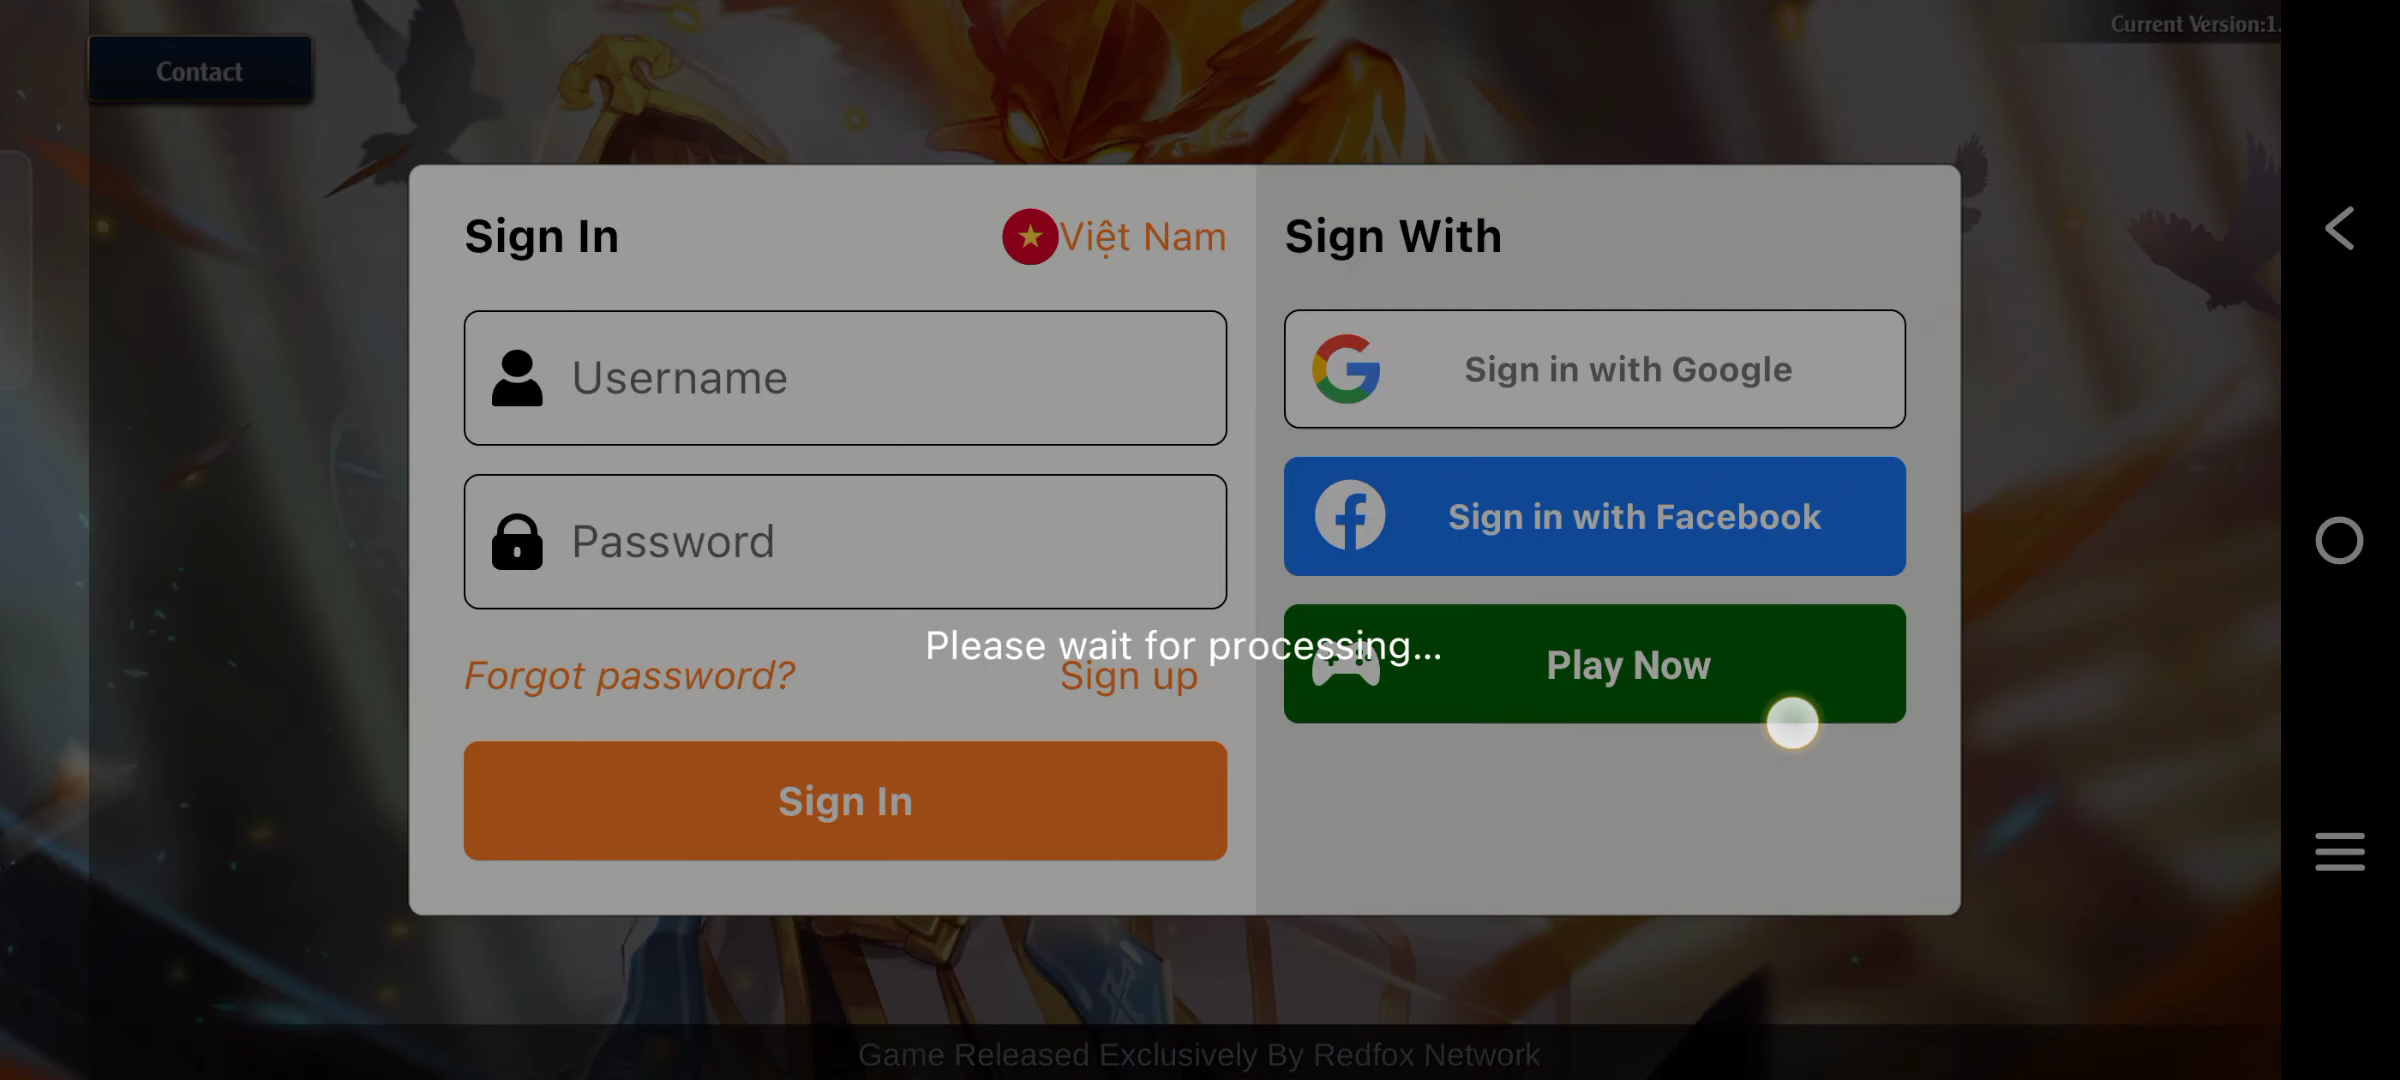 Current Version:1.
Contact
Sign In
Việt Nam
Username
Password
Forgot password?
Sign up
Sign In
Sign With
Sign in with Google
Sign in with Facebook
Play Now
Please wait for processing...
Game Released Exclusively By Redfox Network